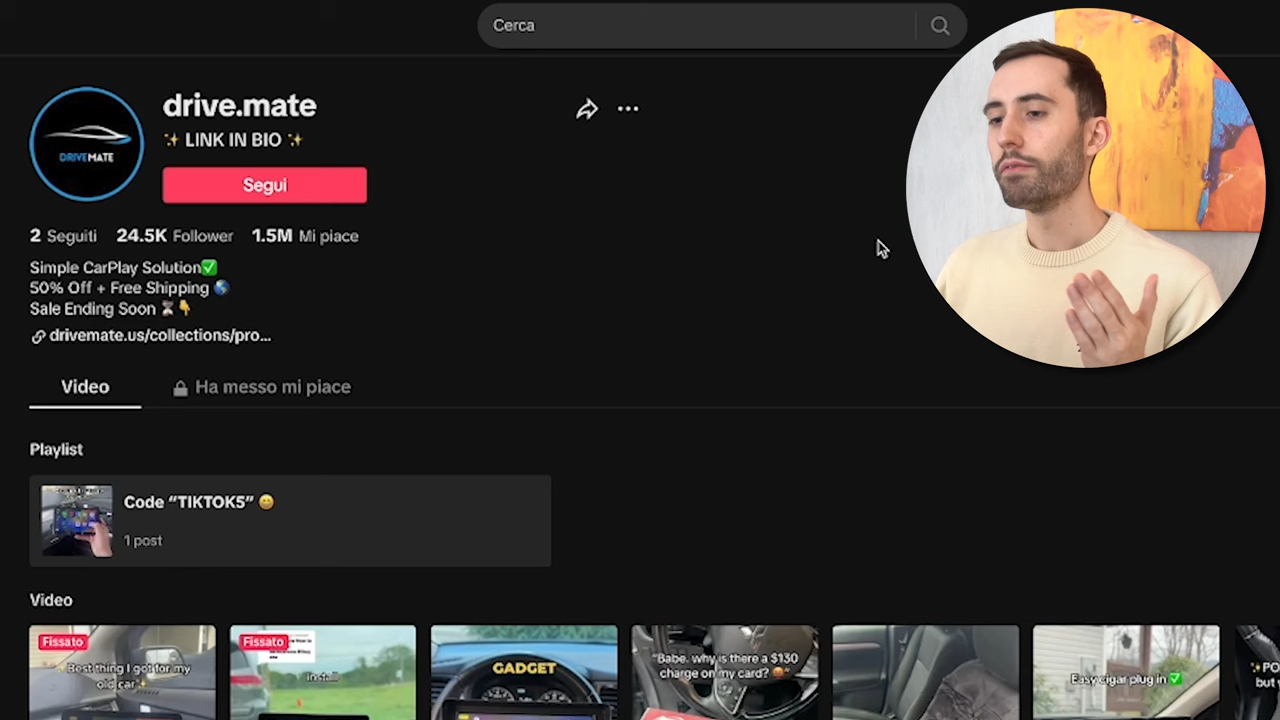 Cerca
drive.mate
✨ LINK IN BIO ✨
Segui
2 Seguiti 24.5K Follower 1.5M Mi piace
Simple CarPlay Solution✅
50% Off + Free Shipping 🌎
Sale Ending Soon ⏳👇
drivemate.us/collections/pro...
DRIVEMATE
Video
Ha messo mi piace
Playlist
Code “TIKTOK5” 😀
1 post
Video
Fissato
Best thing I got for my
old car✨
Fissato
install
GADGET
"Babe, why is there a $130
charge on my card?
Easy cigar plug in ✅
but